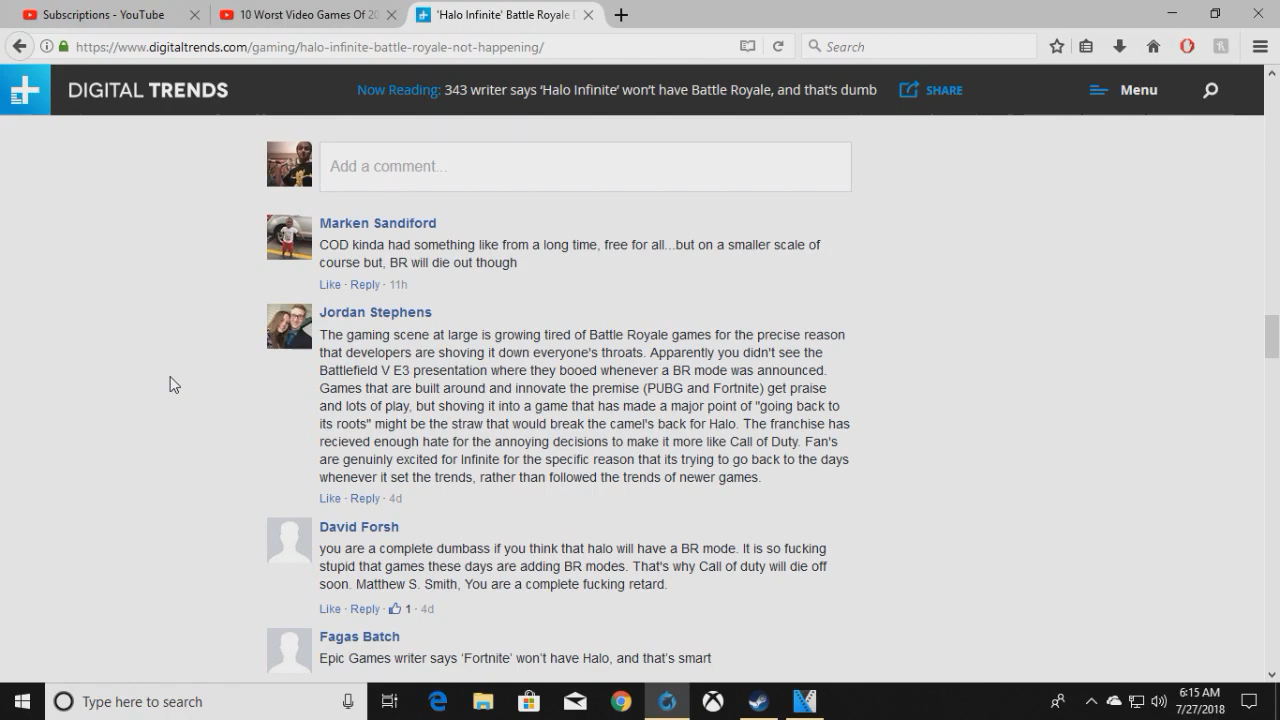 Subscriptions - YouTube
10 Worst Video Games Of 20
'Halo Infinite' Battle Royale
https://www.digitaltrends.com/gaming/halo-infinite-battle-royale-not-happening/
Search
DIGITAL TRENDS
Now Reading: 343 writer says ‘Halo Infinite’ won’t have Battle Royale, and that’s dumb
SHARE
Menu
Add a comment...
Marken Sandiford
COD kinda had something like from a long time, free for all...but on a smaller scale of
course but, BR will die out though
Like · Reply · 11h
Jordan Stephens
The gaming scene at large is growing tired of Battle Royale games for the precise reason
that developers are shoving it down everyone's throats. Apparently you didn't see the
Battlefield V E3 presentation where they booed whenever a BR mode was announced.
Games that are built around and innovate the premise (PUBG and Fortnite) get praise
and lots of play, but shoving it into a game that has made a major point of "going back to
its roots" might be the straw that would break the camel's back for Halo. The franchise has
recieved enough hate for the annoying decisions to make it more like Call of Duty. Fan's
are genuinely excited for Infinite for the specific reason that its trying to go back to the days
whenever it set the trends, rather than followed the trends of newer games.
Like · Reply · 4d
David Forsh
you are a complete dumbass if you think that halo will have a BR mode. It is so fucking
stupid that games these days are adding BR modes. That's why Call of duty will die off
soon. Matthew S. Smith, You are a complete fucking retard.
Like · Reply · 1 · 4d
Fagas Batch
Epic Games writer says ‘Fortnite’ won’t have Halo, and that’s smart
Type here to search
6:15 AM
7/27/2018